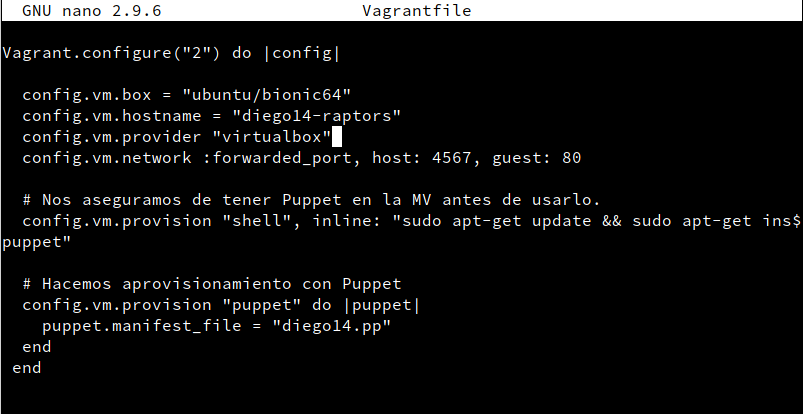 GNU nano 2.9.6 Vagrantfile
Vagrant.configure("2") do |config|
config.vm.box = "ubuntu/bionic64"
config.vm.hostname = "diego14-raptors"
config.vm.provider "virtualbox"
config.vm.network :forwarded_port, host: 4567, guest: 80
# Nos aseguramos de tener Puppet en la MV antes de usarlo.
config.vm.provision "shell", inline: "sudo apt-get update && sudo apt-get ins$
puppet"
# Hacemos aprovisionamiento con Puppet
config.vm.provision "puppet" do |puppet|
puppet.manifest_file = "diego14.pp"
end
end